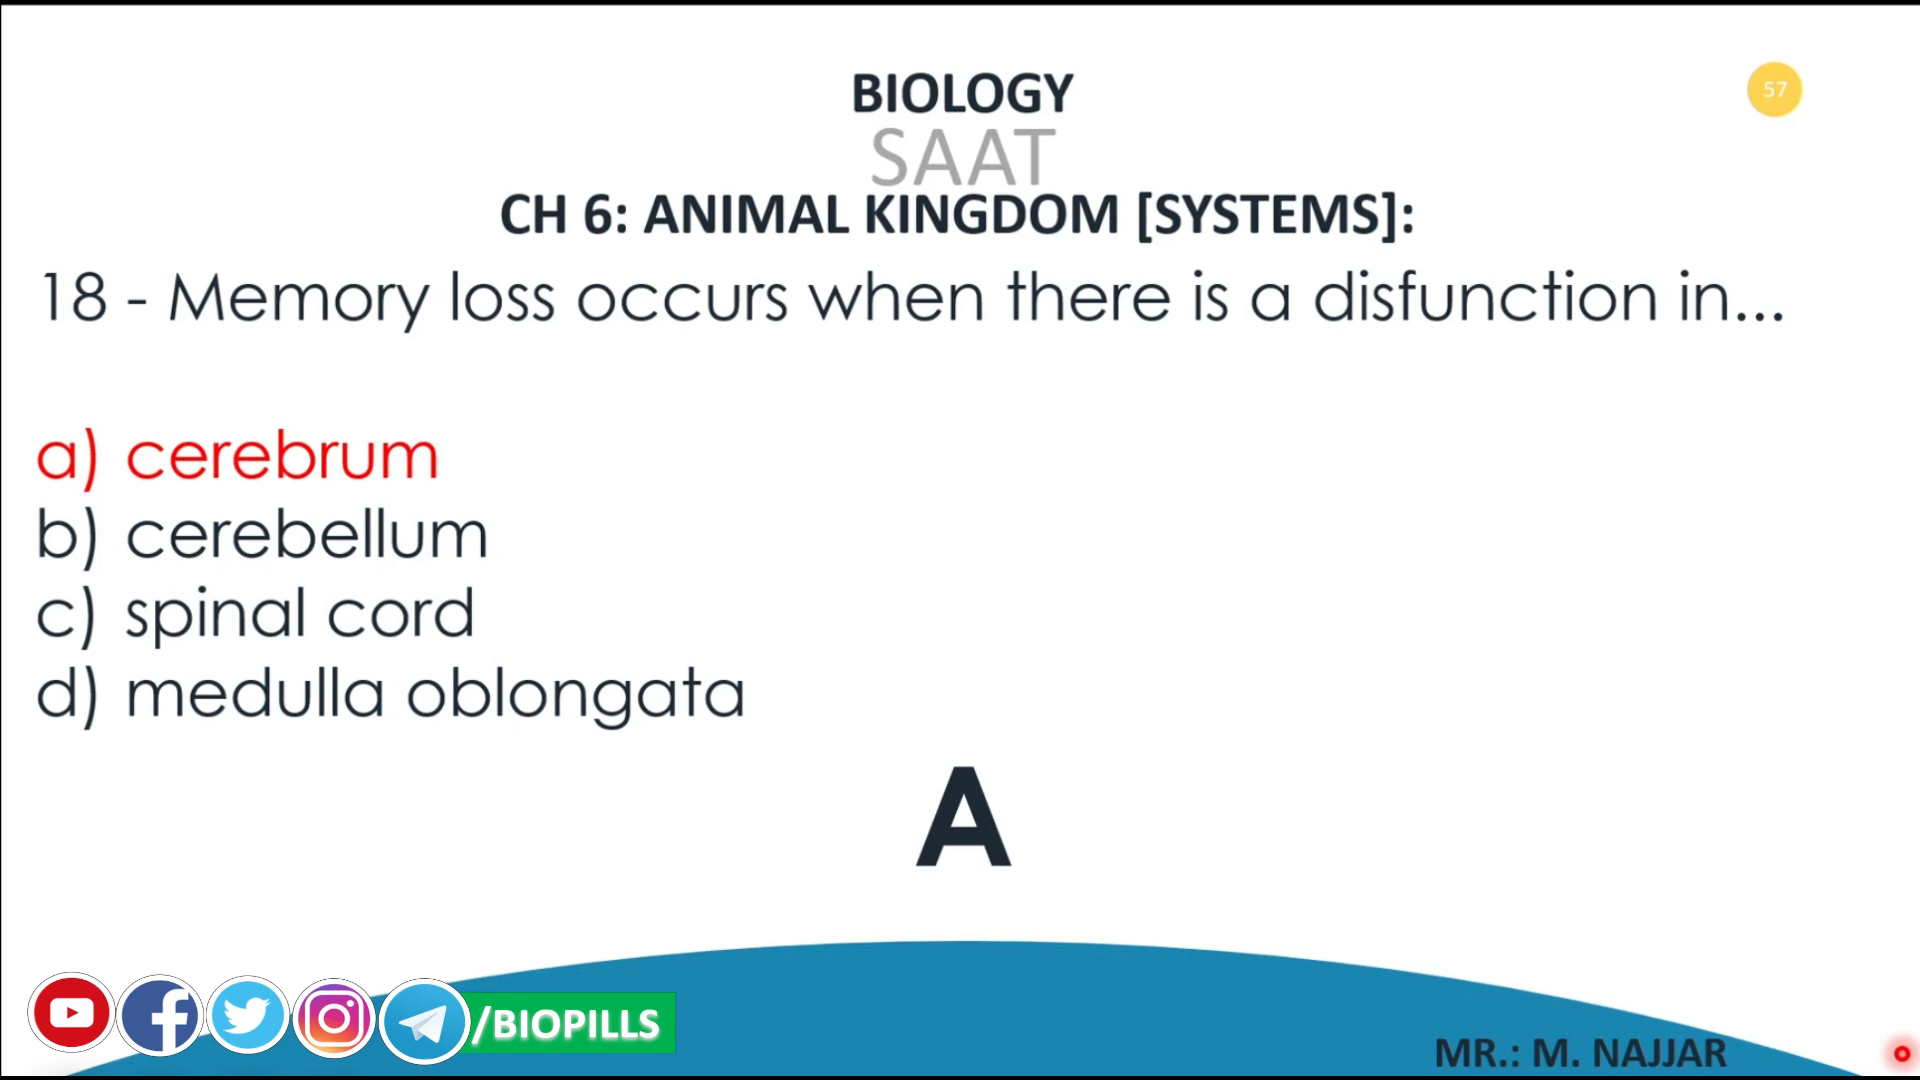 BIOLOGY
57
SAAT
CH 6: ANIMAL KINGDOM [SYSTEMS]:
18 - Memory loss occurs when there is a disfunction in...
a) cerebrum
b) cerebellum
c) spinal cord
d) medulla oblongata
A
/BIOPILLS
MR.: M. NAJJAR